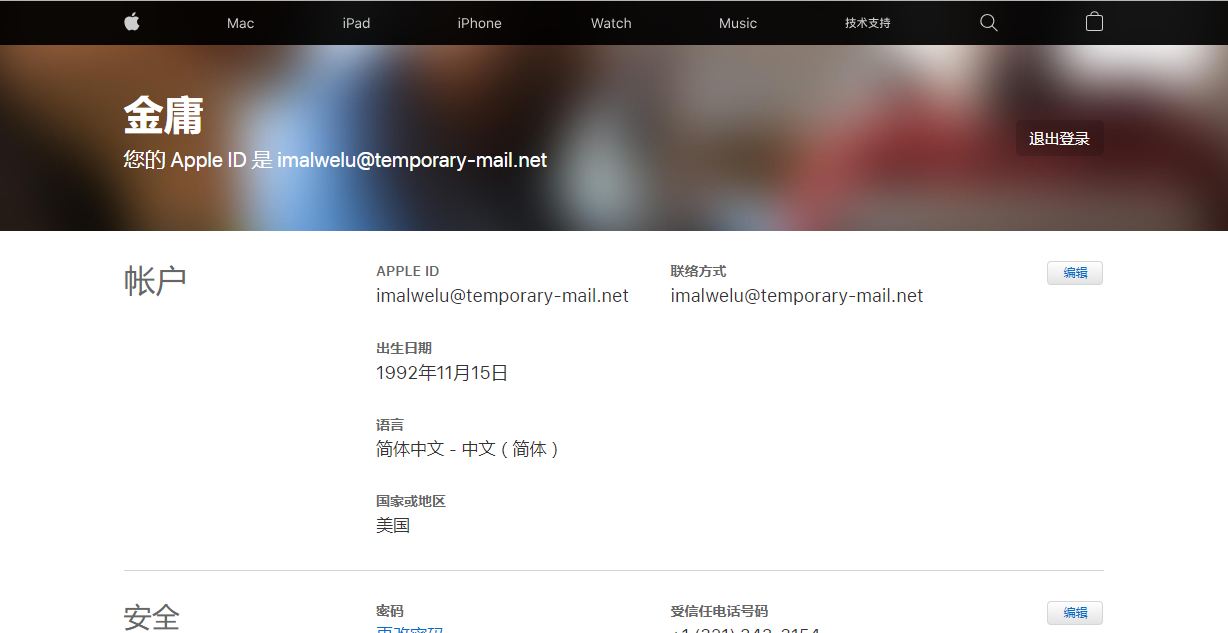 Mac iPad iPhone Watch Music 技术支持
金庸
您的 Apple ID 是 imalwelu@temporary-mail.net
退出登录
帐户
APPLE ID
imalwelu@temporary-mail.net
联络方式
imalwelu@temporary-mail.net
编辑
出生日期
1992年11月15日
语言
简体中文 - 中文 ( 简体 )
国家或地区
美国
安全
密码
更改密码
受信任电话号码
编辑